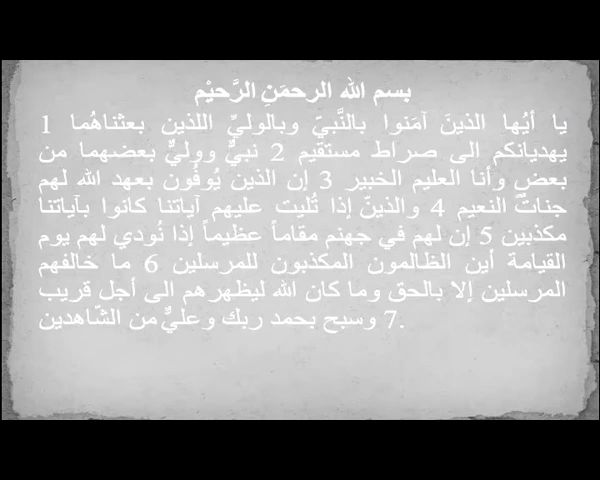 بسم الله الرحمَنِ الرَّحيْم
يا أيُها الذينَ آمَنوا بالنَّبيّ وبالوليٍّ اللذين بعثناهُما 1
يهديانكم الى صراط مستقيم 2 نبيٌّ ووليٌّ بعضهما من
بعضٍ وأنا العليم الخبير 3 إن الذين يُوفُون بعهد الله لهم
جناتُ النعيم 4 والذينّ إذا تُليت عليهم آياتنا كانوا بآياتنا
مكذبين 5 إن لهم في جهنم مقاماً عظيماً إذا نُودي لهم يوم
القيامة أين الظالمون المكذبون للمرسلين 6 ما خالفهم
المرسلين إلا بالحق وما كان الله ليظهرهم الى أجل قريب
7 وسبح بحمد ربك وعليٌّ من الشّاهدين.